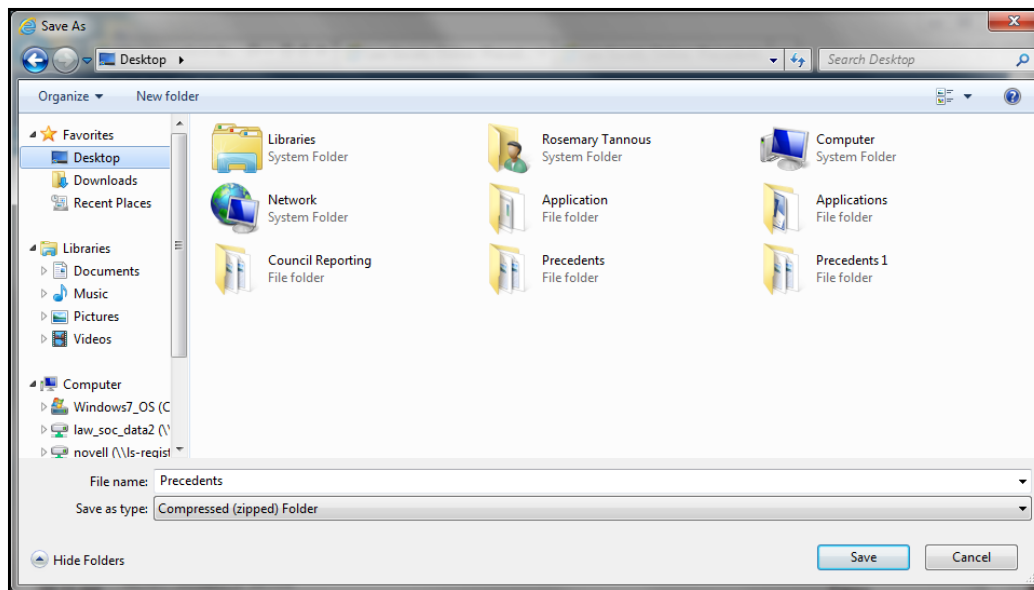 Save As
Desktop
Search Desktop
Organize
New folder
Favorites
Desktop
Downloads
Recent Places
Libraries
Documents
Music
Pictures
Videos
Computer
Windows7_OS (C
law_soc_data2 (\\
novell (\\ls-regist
Libraries
System Folder
Rosemary Tannous
System Folder
Computer
System Folder
Network
System Folder
Application
File folder
Applications
File folder
Council Reporting
File folder
Precedents
File folder
Precedents 1
File folder
File name: Precedents
Save as type: Compressed (zipped) Folder
Hide Folders
Save
Cancel